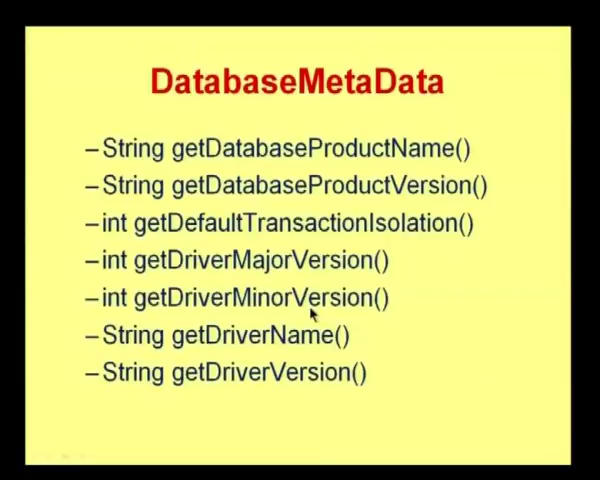 DatabaseMetaData
–String getDatabaseProductName()
–String getDatabaseProductVersion()
–int getDefaultTransactionIsolation()
–int getDriverMajorVersion()
–int getDriverMinorVersion()
–String getDriverName()
–String getDriverVersion()